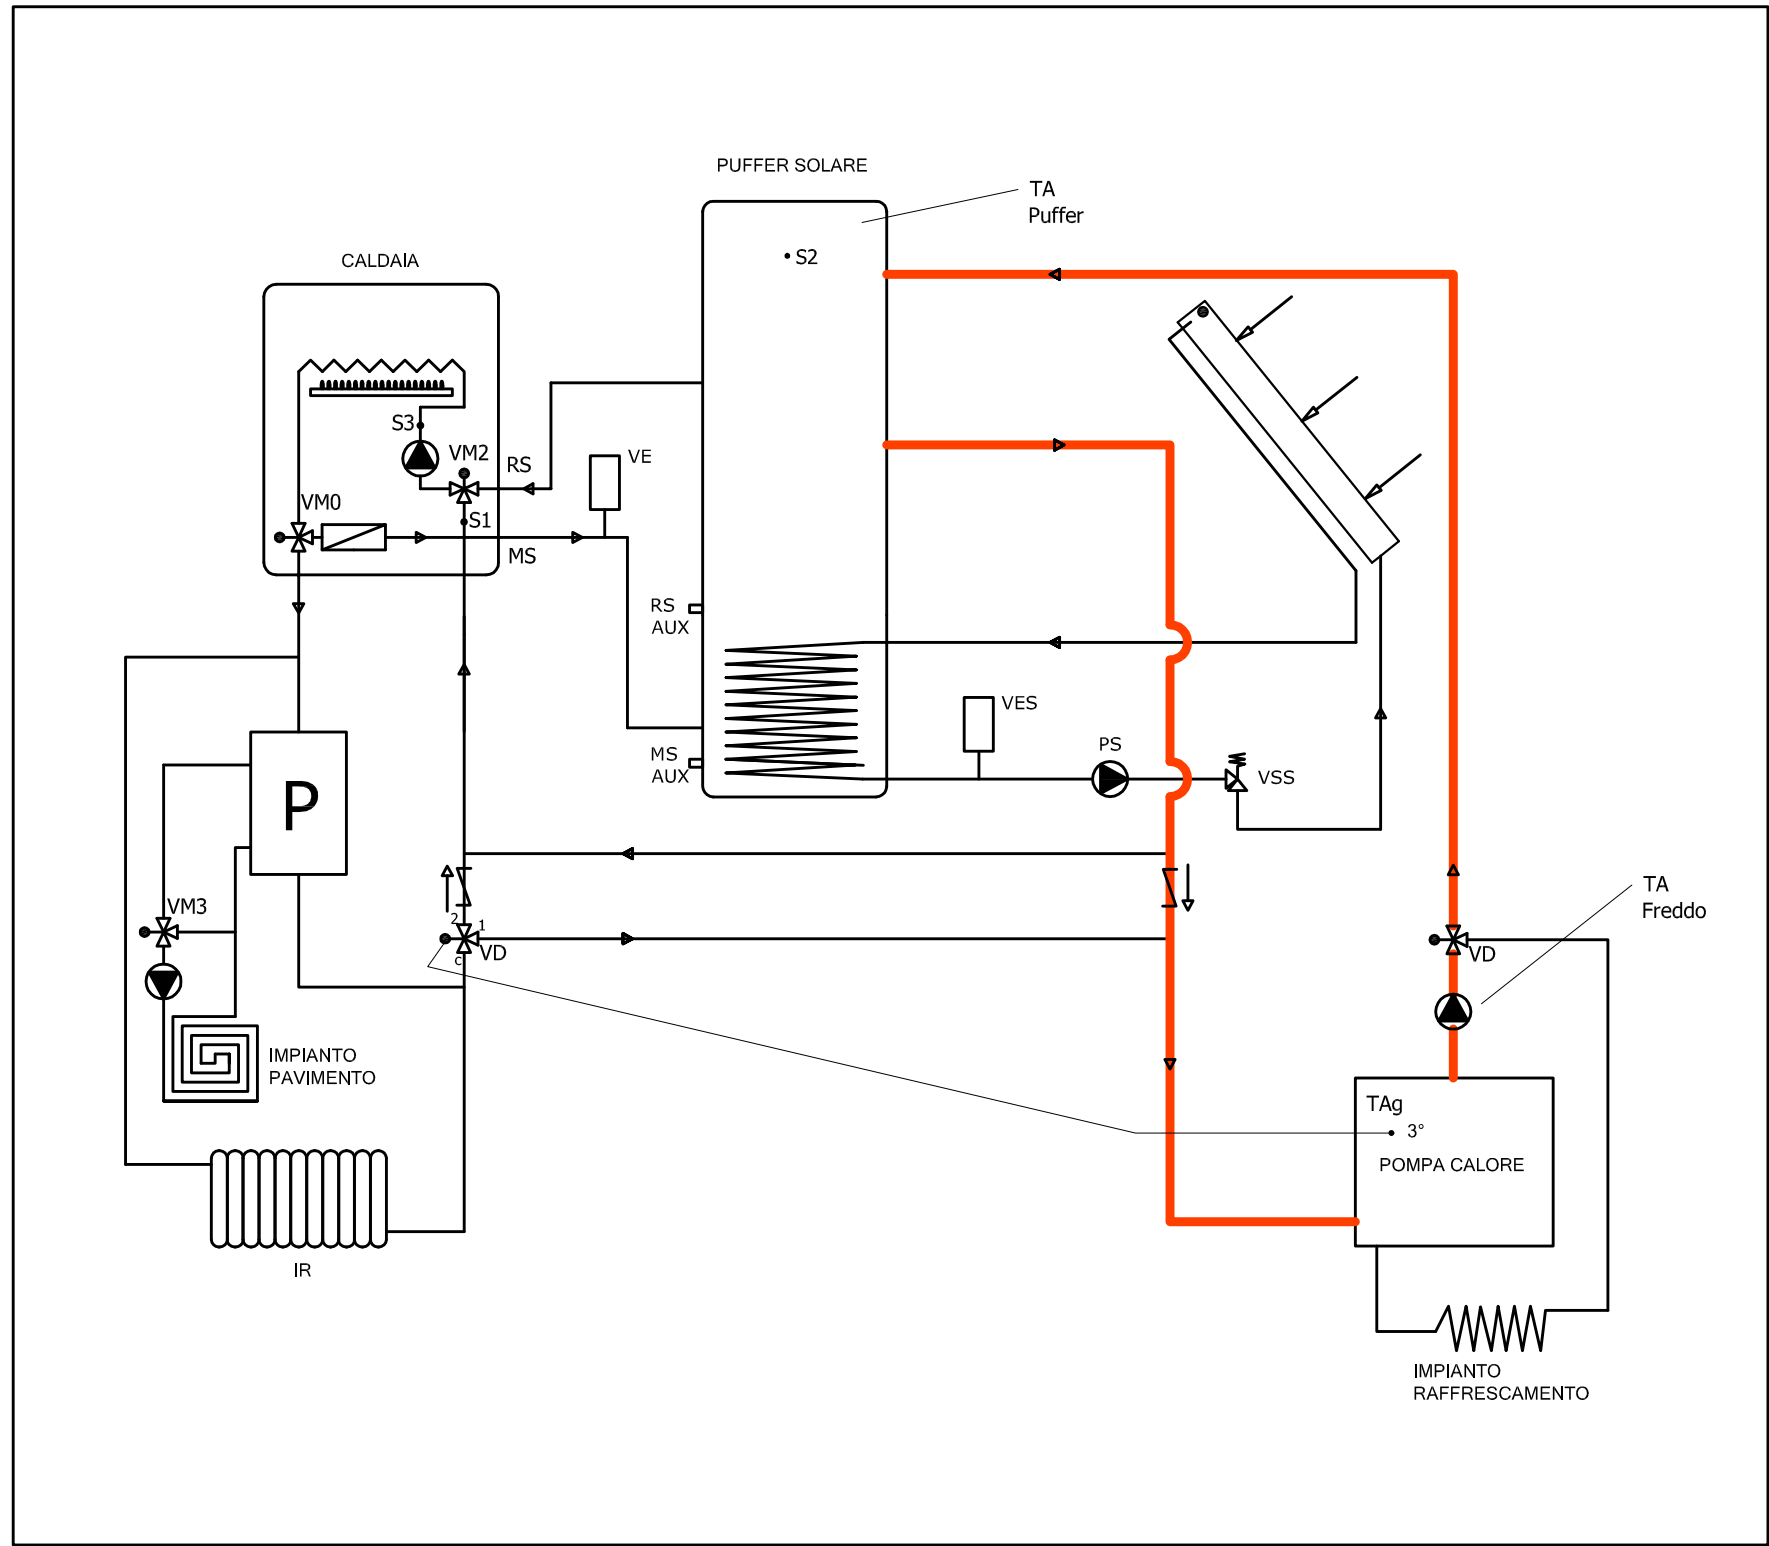 PUFFER SOLARE
TA
Puffer
S2
CALDAIA
S3
VM2
RS
VE
VM0
S1
MS
RS
AUX
VES
PS
MS
AUX
VSS
P
TA
Freddo
VM3
2
1
VD
c
VD
IMPIANTO
PAVIMENTO
TAg
3°
POMPA CALORE
IR
IMPIANTO
RAFFRESCAMENTO